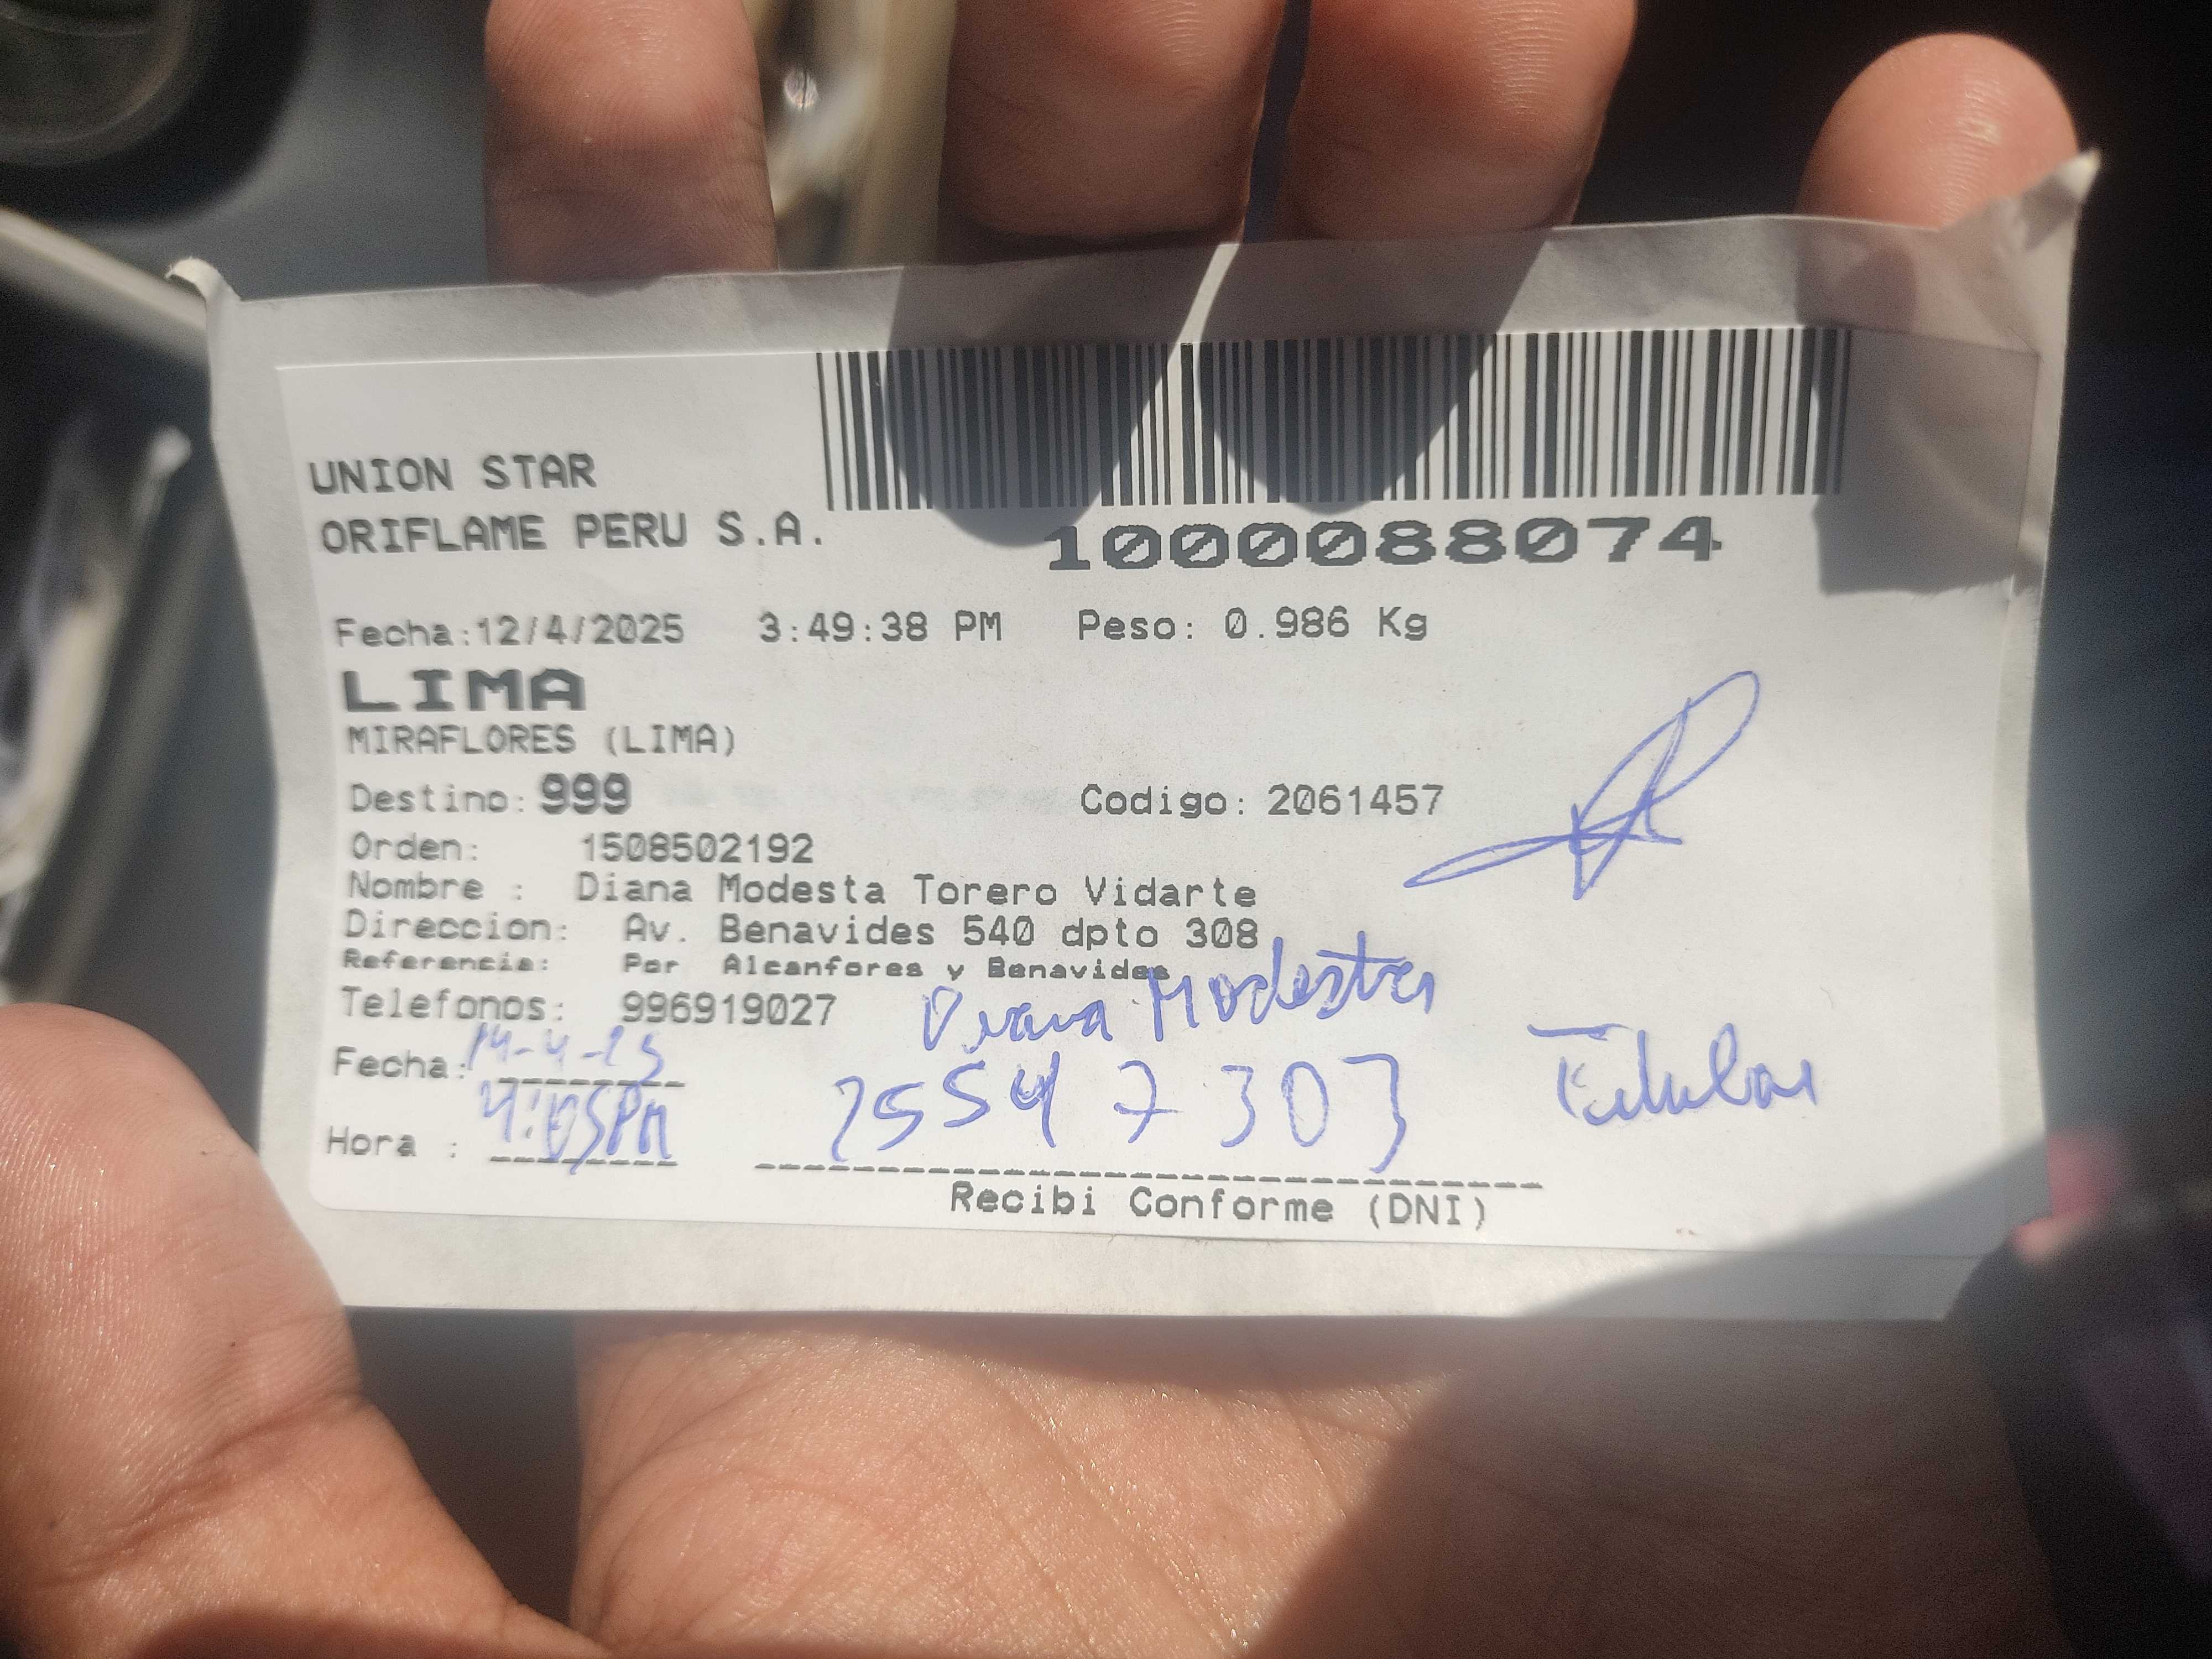 UNION STAR
ORIFLAME PERU S.A.
1000088074
Fecha:12/4/2025 3:49:38 PM Peso: 0.986 Kg
LIMA
MIRAFLORES (LIMA)
Destino: 999 Codigo: 2061457
Orden: 1508502192
Nombre : Diana Modesta Torero Vidarte
Direccion: Av. Benavides 540 dpto 308
Referencia: Por Alcanfores y Benavides
Telefonos: 996919027 Diana Modesta
Fecha: 14-4-25
Hora : 4:05PM 25547303 Titular
Recibi Conforme (DNI)